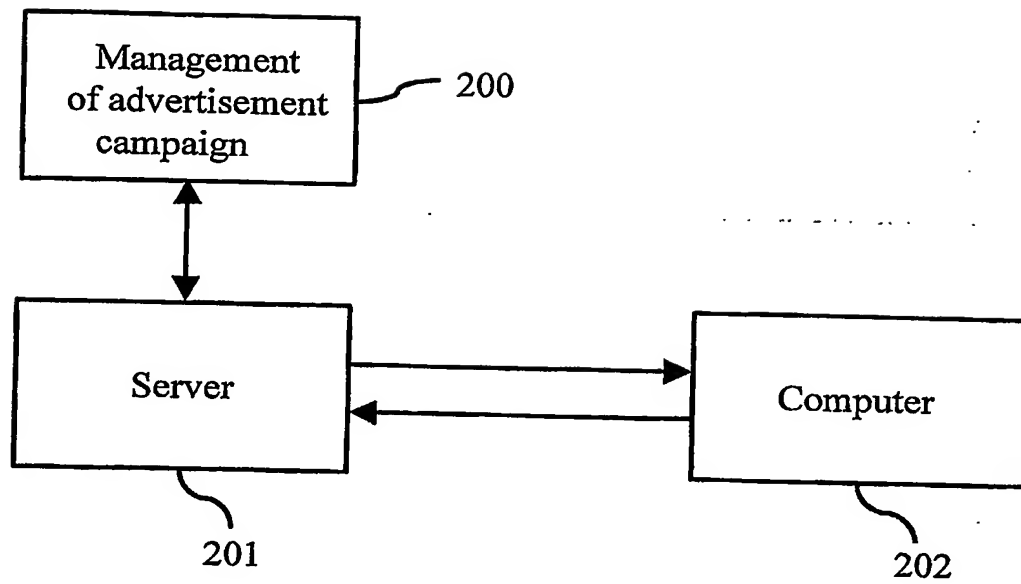 Management
of advertisement
campaign
200
Server
Computer
201
202